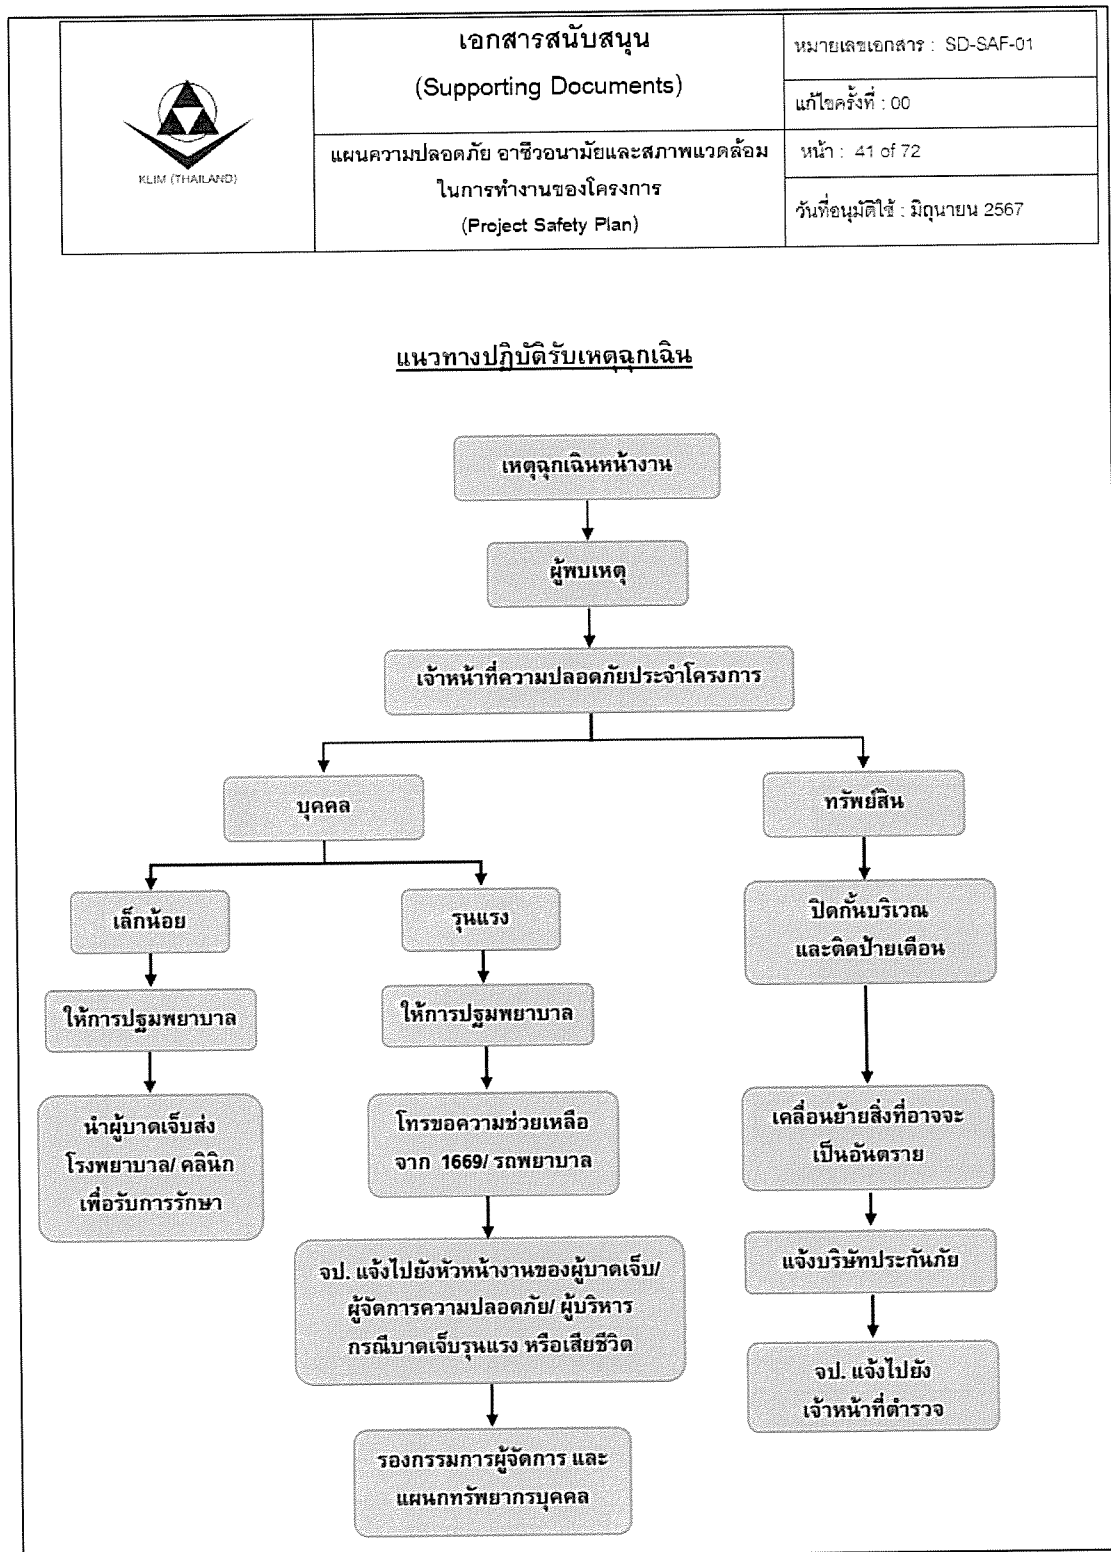 KLIM (THAILAND)
เอกสารสนับสนุน
(Supporting Documents)
แผนความปลอดภัย อาชีวอนามัยและสภาพแวดล้อม
ในการทำงานของโครงการ
(Project Safety Plan)
หมายเลขเอกสาร : SD-SAF-01
แก้ไขครั้งที่ : 00
หน้า : 41 of 72
วันที่อนุมัติใช้ : มิถุนายน 2567
แนวทางปฏิบัติรับเหตุฉุกเฉิน
เหตุฉุกเฉินหน้างาน
ผู้พบเหตุ
เจ้าหน้าที่ความปลอดภัยประจำโครงการ
บุคคล
ทรัพย์สิน
เล็กน้อย
รุนแรง
ปิดกั้นบริเวณ
และติดป้ายเตือน
ให้การปฐมพยาบาล
ให้การปฐมพยาบาล
นำผู้บาดเจ็บส่ง
โรงพยาบาล/ คลินิก
เพื่อรับการรักษา
โทรขอความช่วยเหลือ
จาก 1669/ รถพยาบาล
เคลื่อนย้ายสิ่งที่อาจจะ
เป็นอันตราย
จป. แจ้งไปยังหัวหน้างานของผู้บาดเจ็บ/
ผู้จัดการความปลอดภัย/ ผู้บริหาร
กรณีบาดเจ็บรุนแรง หรือเสียชีวิต
แจ้งบริษัทประกันภัย
จป. แจ้งไปยัง
เจ้าหน้าที่ตำรวจ
รองกรรมการผู้จัดการ และ
แผนกทรัพยากรบุคคล